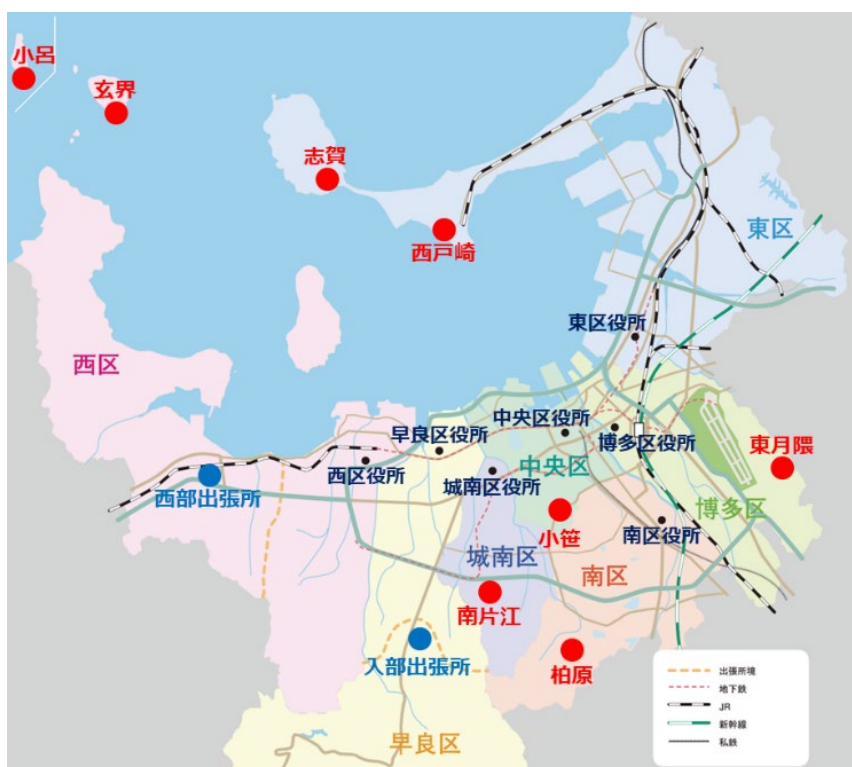 小呂
玄界
志賀
西戸崎
東区
東区役所
西区
中央区役所
早良区役所
博多区役所
東月隈
中央区
西区役所
城南区役所
西部出張所
博多区
小笹
南区役所
城南区
南区
南片江
入部出張所
柏原
早良区
出張所境
地下鉄
JR
新幹線
私鉄